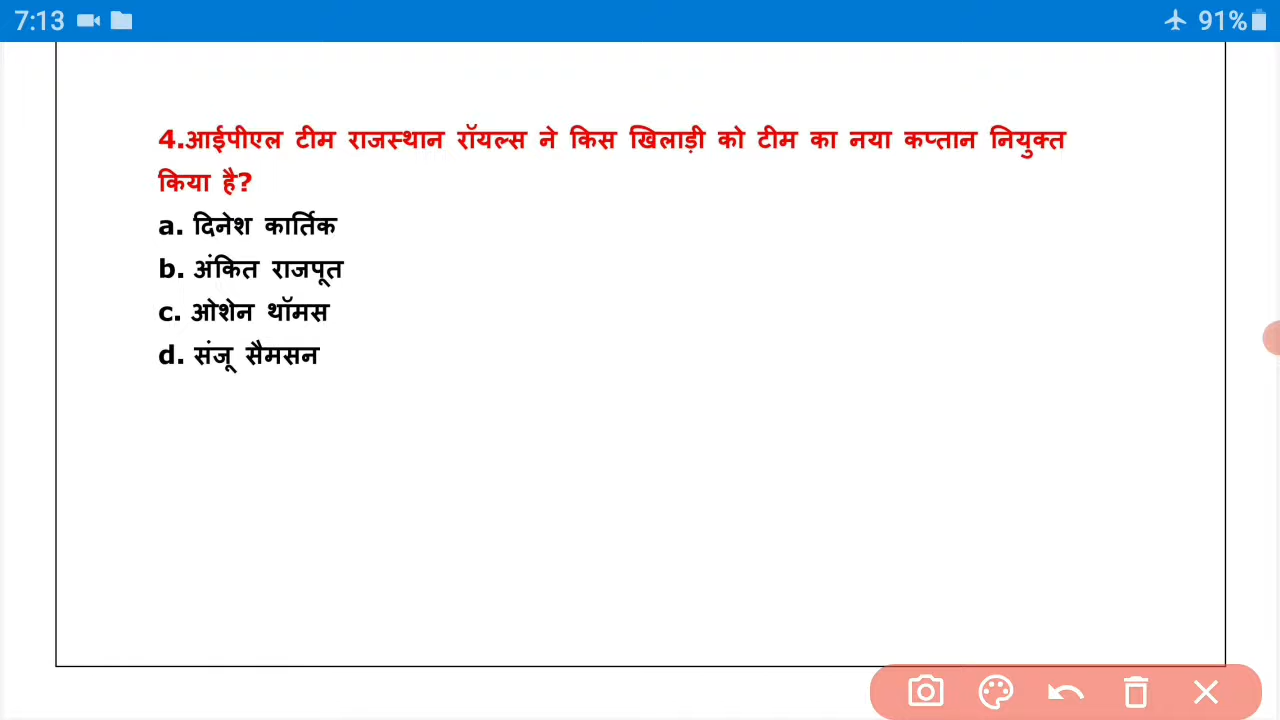 7:13 91%
4.आईपीएल टीम राजस्थान रॉयल्स ने किस खिलाड़ी को टीम का नया कप्तान नियुक्त
किया है?
a. दिनेश कार्तिक
b. अंकित राजपूत
c. ओशेन थॉमस
d. संजू सैमसन